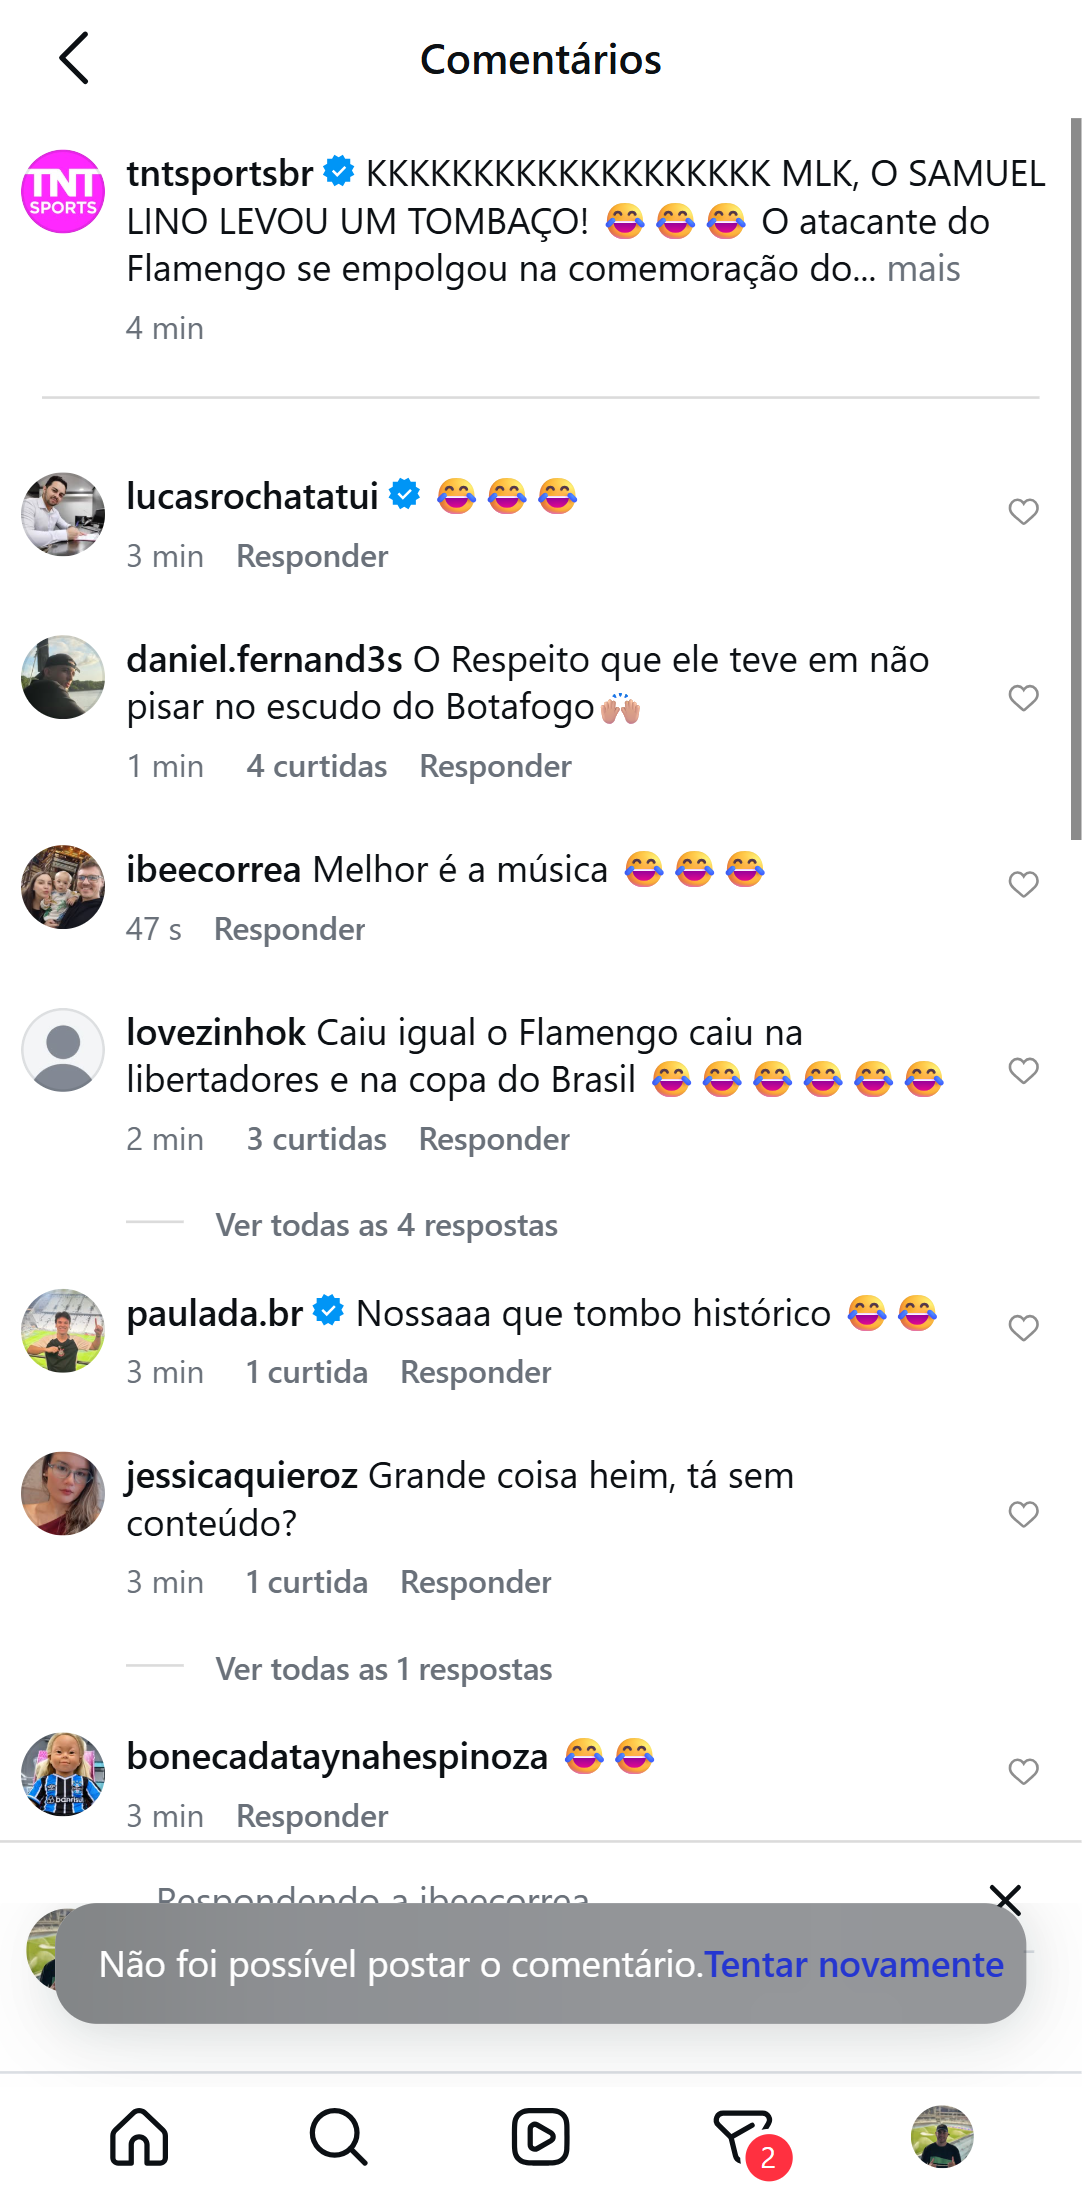 Comentários
TNT
SPORTS
tntsportsbr KKKKKKKKKKKKKKKKKKK MLK, O SAMUEL
LINO LEVOU UM TOMBAÇO! 😂😂😂 O atacante do
Flamengo se empolgou na comemoração do... mais
4 min
lucasrochatatui 😂😂😂
3 min Responder
daniel.fernand3s O Respeito que ele teve em não
pisar no escudo do Botafogo🙌🏼
1 min 4 curtidas Responder
ibeecorrea Melhor é a música 😂😂😂
47 s Responder
lovezinhok Caiu igual o Flamengo caiu na
libertadores e na copa do Brasil 😂😂😂😂😂😂
2 min 3 curtidas Responder
Ver todas as 4 respostas
paulada.br Nossaaa que tombo histórico 😂😂
3 min 1 curtida Responder
jessicaquieroz Grande coisa heim, tá sem
conteúdo?
3 min 1 curtida Responder
Ver todas as 1 respostas
bonecadataynahespinoza 😂😂
3 min Responder
Respondendo a ibeecorrea
Não foi possível postar o comentário.Tentar novamente
2